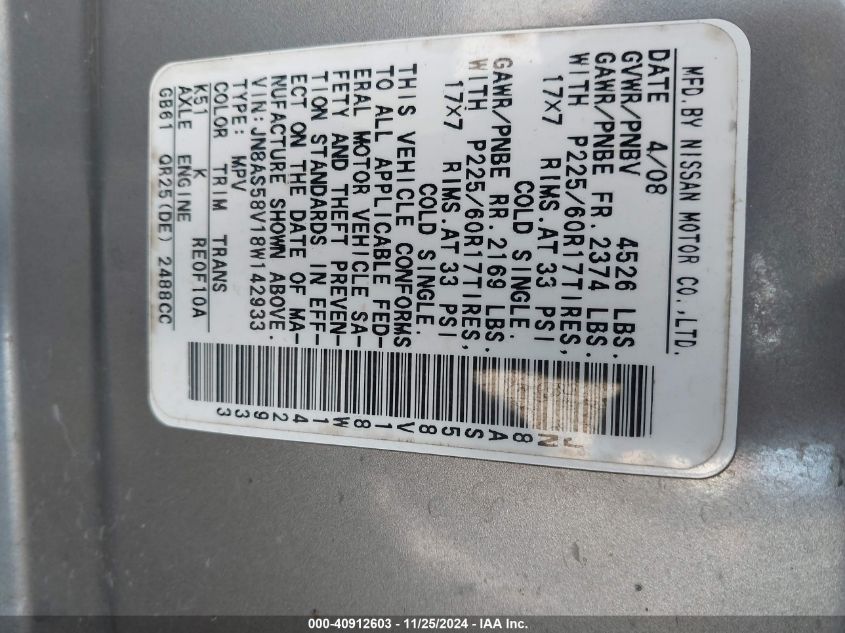 MFD.BY NISSAN MOTOR CO.,LTD.
DATE 4/08
GVWR/PNBV 4526 LBS.
GAWR/PNBE FR.2374 LBS.
WITH P225/60R17TIRES,
17X7 RIMS.AT 33 PSI
COLD SINGLE.
GAWR/PNBE RR.2169 LBS.
WITH P225/60R17TIRES,
17X7 RIMS.AT 33 PSI
COLD SINGLE.
THIS VEHICLE CONFORMS
TO ALL APPLICABLE FED-
ERAL MOTOR VEHICLE SA-
FETY AND THEFT PREVEN-
TION STANDARDS IN EFF-
ECT ON THE DATE OF MA-
NUFACTURE SHOWN ABOVE.
VIN:JN8AS58V18W142933
TYPE: MPV
COLOR TRIM TRANS
K51 K RE0F10A
AXLE ENGINE
GB61 QR25(DE) 2488CC
JN8AS58V18W142933
000-40912603 - 11/25/2024 - IAA Inc.